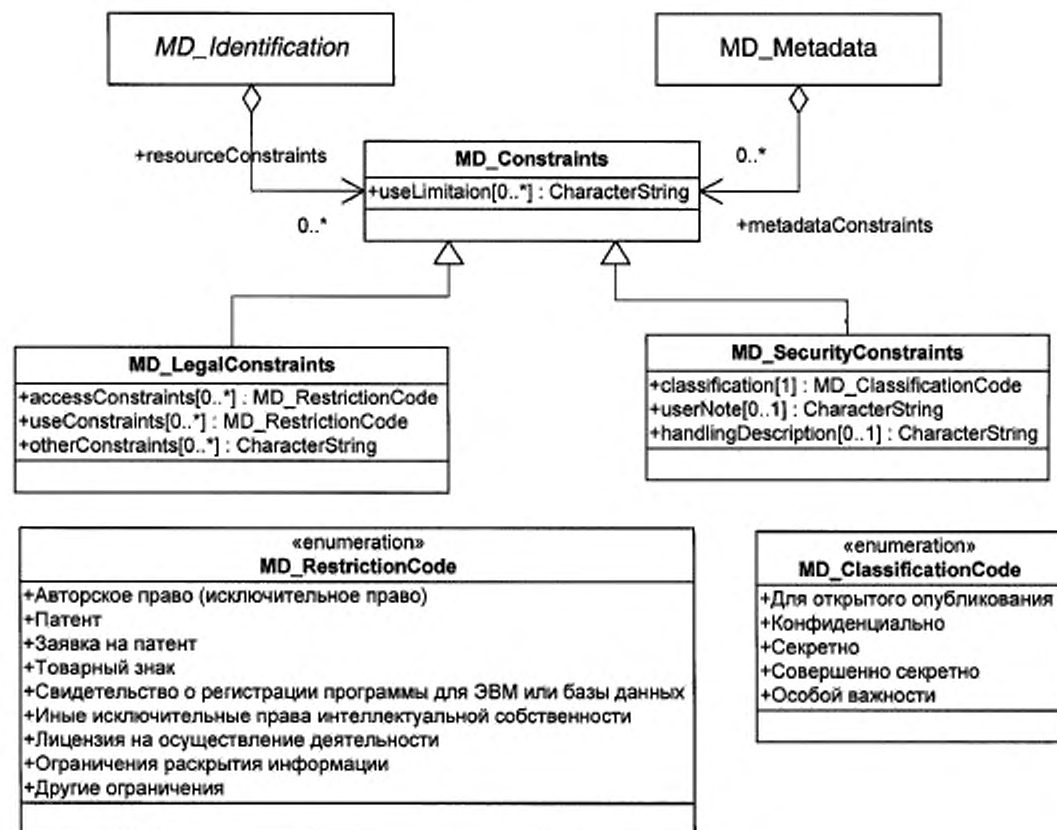 MD_Identification
MD_Metadata
+resourceConstraints
0..*
MD_Constraints
+useLimitaion[0..*] : CharacterString
0..*
+metadataConstraints
MD_LegalConstraints
+accessConstraints[0..*] : MD_RestrictionCode
+useConstraints[0..*] : MD_RestrictionCode
+otherConstraints[0..*] : CharacterString
MD_SecurityConstraints
+classification[1] : MD_ClassificationCode
+userNote[0..1] : CharacterString
+handlingDescription[0..1] : CharacterString
«enumeration»
MD_RestrictionCode
+Авторское право (исключительное право)
+Патент
+Заявка на патент
+Товарный знак
+Свидетельство о регистрации программы для ЭВМ или базы данных
+Иные исключительные права интеллектуальной собственности
+Лицензия на осуществление деятельности
+Ограничения раскрытия информации
+Другие ограничения
«enumeration»
MD_ClassificationCode
+Для открытого опубликования
+Конфиденциально
+Секретно
+Совершенно секретно
+Особой важности